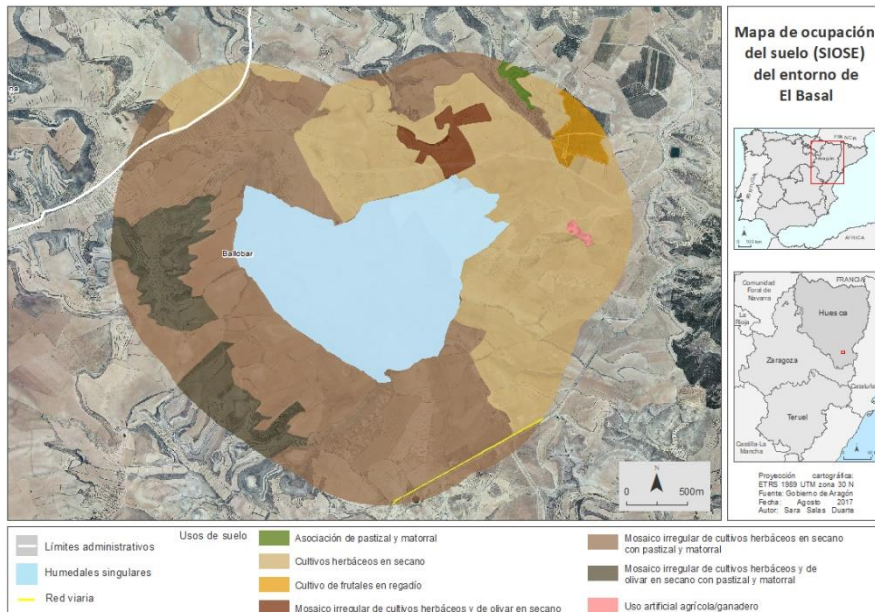 Mapa de ocupación
del suelo (SIOSE)
del entorno de
El Basal
Ballobar
N
0 500m
FRANCIA
Aragón
PORTUGAL
ÁFRICA
FRANCIA
Comunidad
Foral de
Navarra
La
Rioja
Huesca
Zaragoza
Cataluña
Teruel
Castilla La
Mancha
Proyección cartográfica:
ETRS 1989 UTM zona 30 N
Fuente: Gobierno de Aragón
Fecha: Agosto 2017
Autor: Sara Salas Duarte
Límites administrativos
Humedales singulares
Red viaria
Usos de suelo
Asociación de pastizal y matorral
Cultivos herbáceos en secano
Cultivo de frutales en regadío
Mosaico irregular de cultivos herbáceos y de olivar en secano
Mosaico irregular de cultivos herbáceos en secano
con pastizal y matorral
Mosaico irregular de cultivos herbáceos y de
olivar en secano con pastizal y matorral
Uso artificial agrícola/ganadero